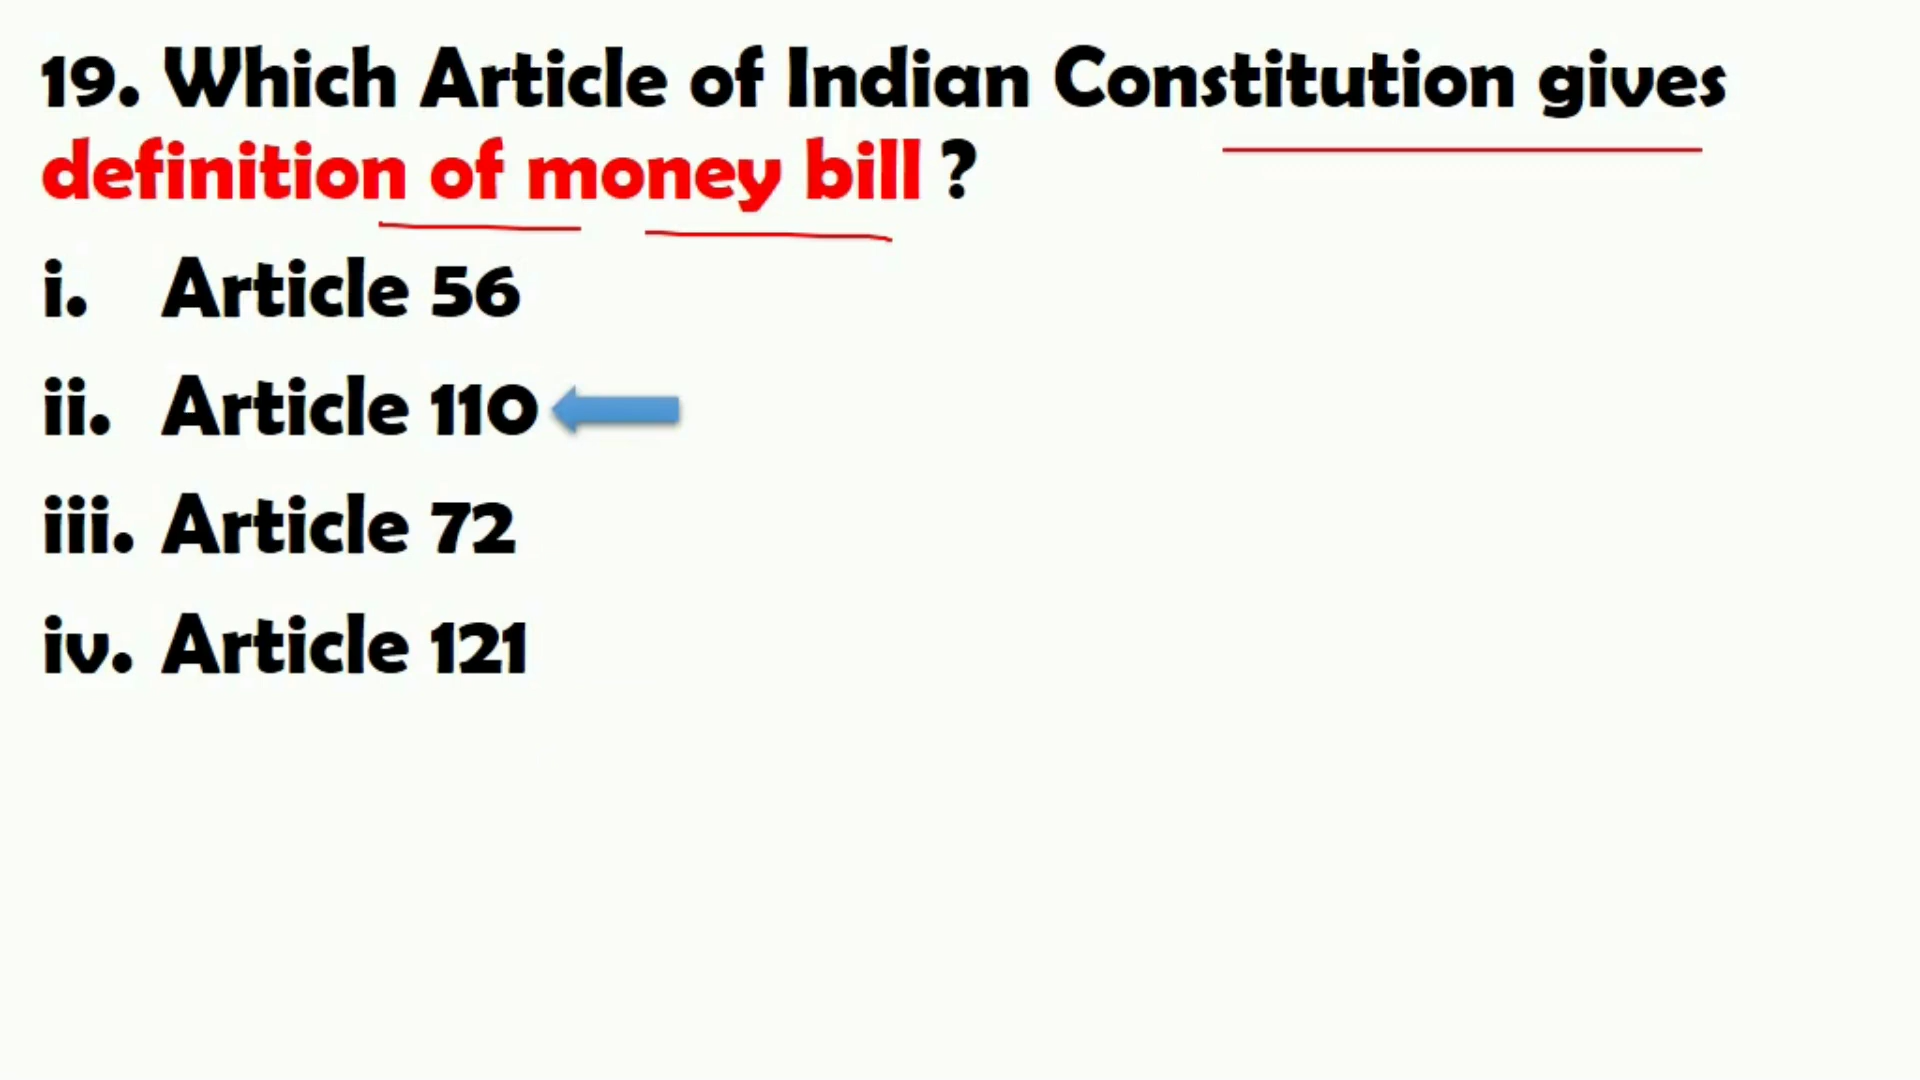 19. Which Article of Indian Constitution gives
definition of money bill ?
i. Article 56
ii. Article 110
iii. Article 72
iv. Article 121